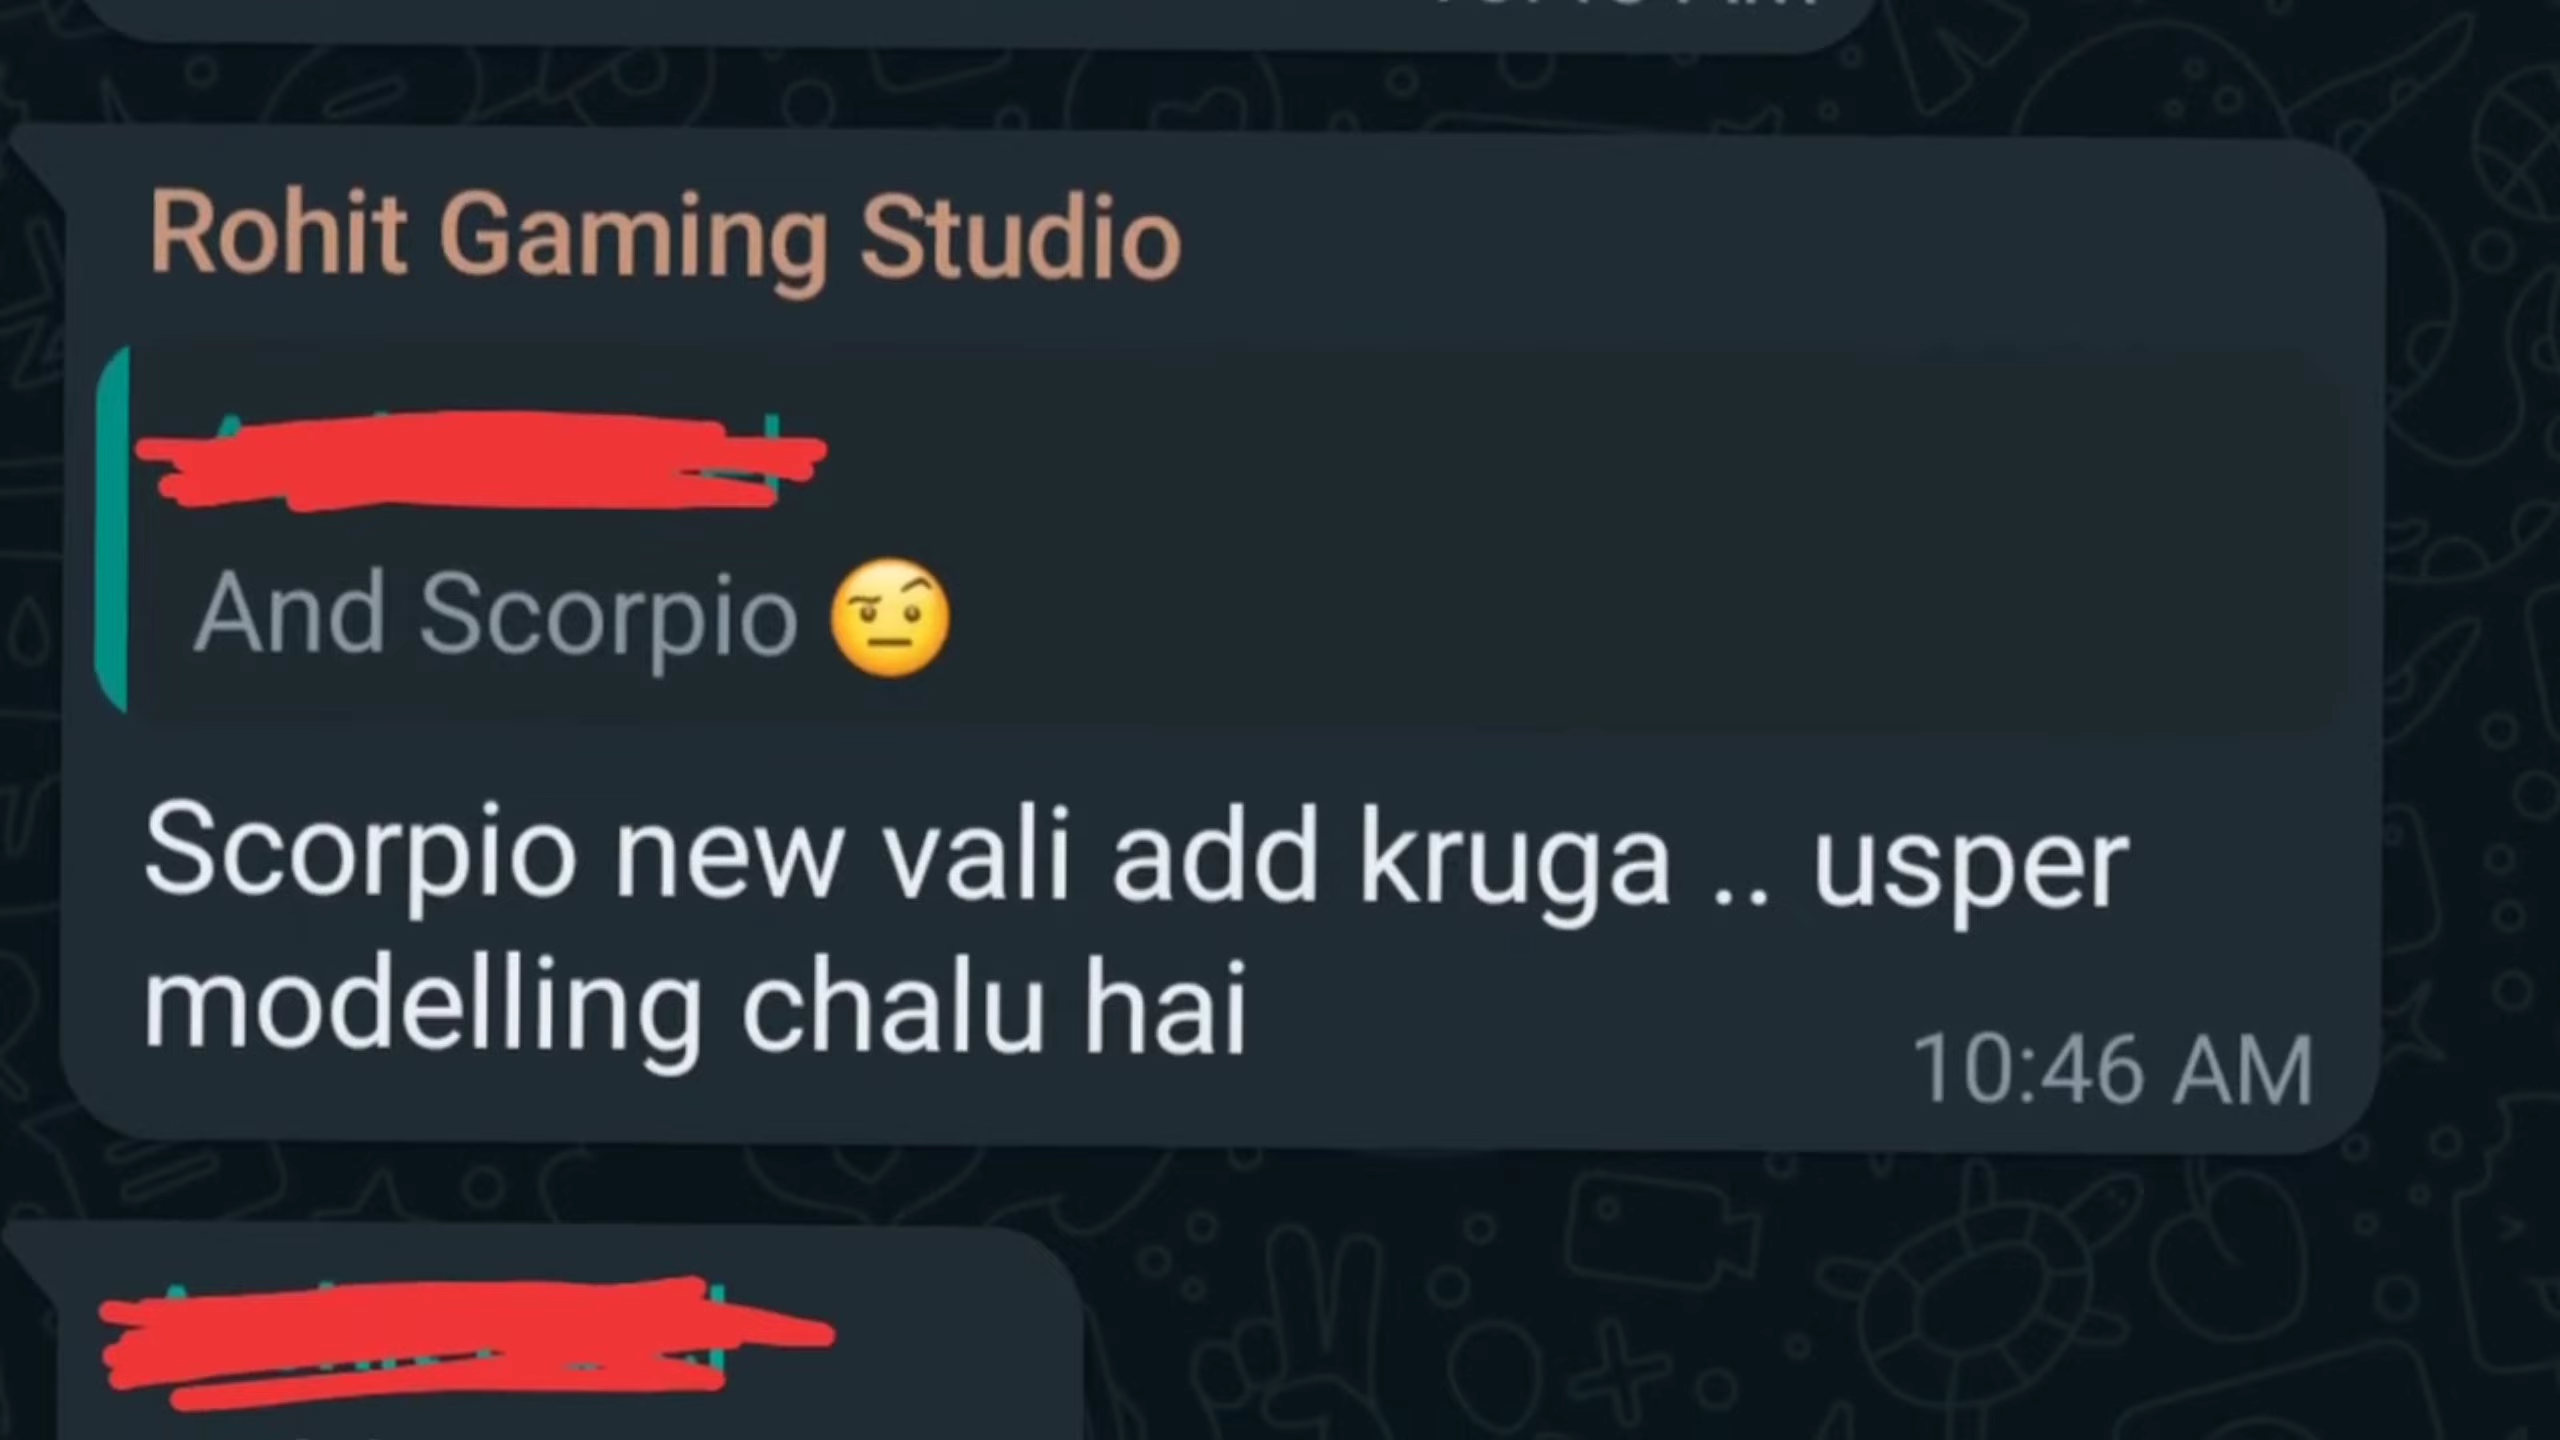 Rohit Gaming Studio
And Scorpio 🤨
Scorpio new vali add kruga .. usper
modelling chalu hai
10:46 AM